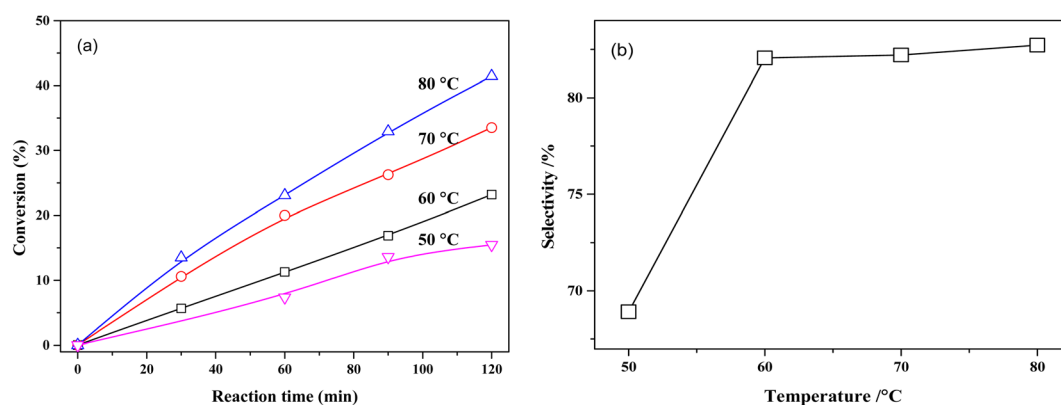 (a)
50
40
30
20
10
0
Conversion (%)
80 °C
70 °C
60 °C
50 °C
0 20 40 60 80 100 120
Reaction time (min)
(b)
80
75
70
Selectivity /%
50 60 70 80
Temperature /°C